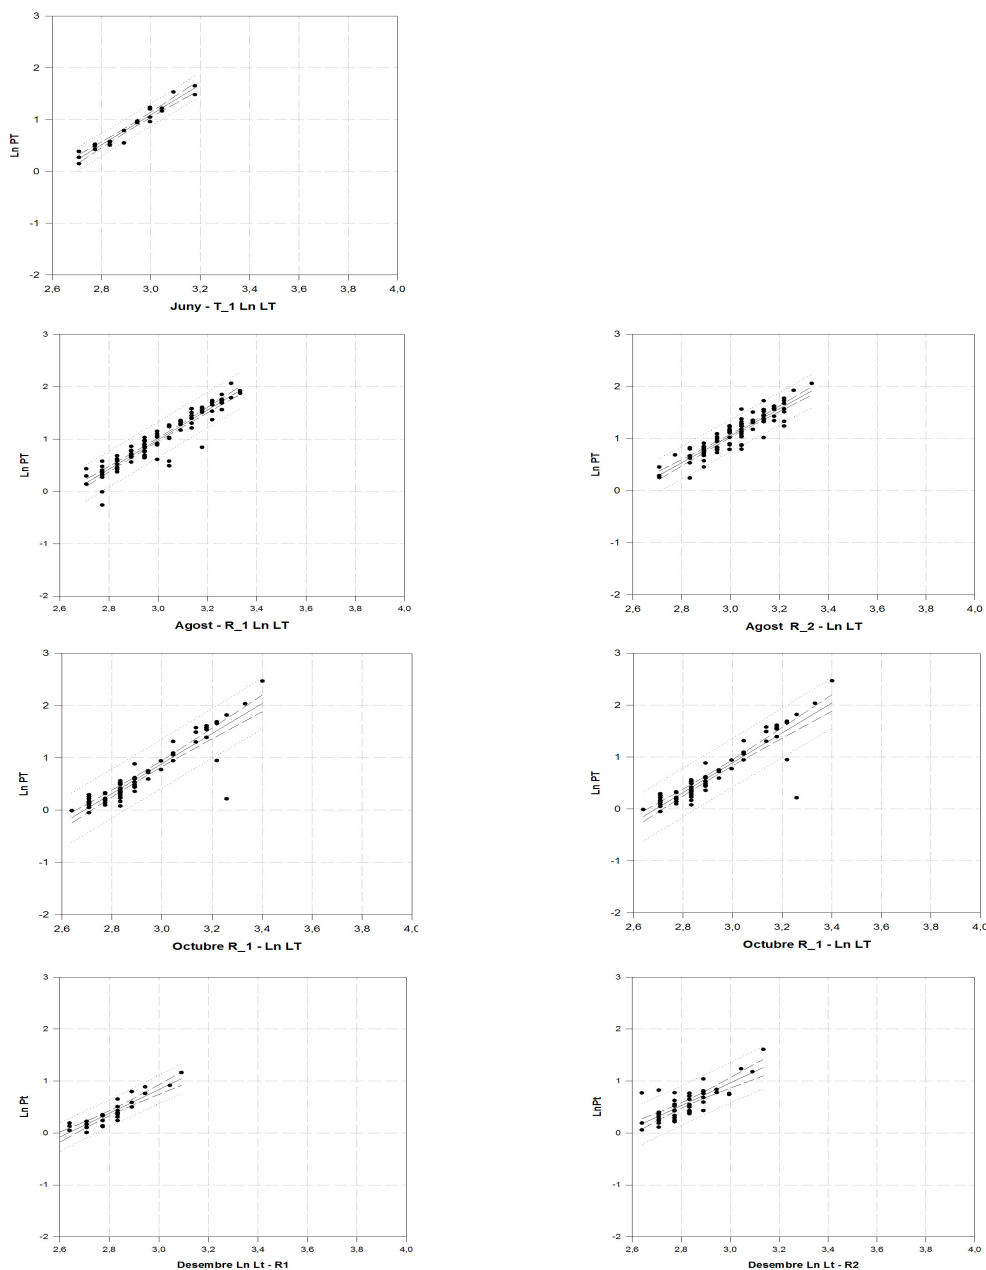 3
2
1
0
-1
-2
Ln PT
2,6 2,8 3,0 3,2 3,4 3,6 3,8 4,0
Juny - T_1 Ln LT
3
2
1
0
-1
-2
Ln PT
2,6 2,8 3,0 3,2 3,4 3,6 3,8 4,0
Agost - R_1 Ln LT
3
2
1
0
-1
-2
Ln PT
2,6 2,8 3,0 3,2 3,4 3,6 3,8 4,0
Agost R_2 - Ln LT
3
2
1
0
-1
-2
Ln PT
2,6 2,8 3,0 3,2 3,4 3,6 3,8 4,0
Octubre R_1 - Ln LT
3
2
1
0
-1
-2
Ln PT
2,6 2,8 3,0 3,2 3,4 3,6 3,8 4,0
Octubre R_1 - Ln LT
3
2
1
0
-1
-2
Ln Pt
2,6 2,8 3,0 3,2 3,4 3,6 3,8 4,0
Desembre Ln Lt - R1
3
2
1
0
-1
-2
LnPt
2,6 2,8 3,0 3,2 3,4 3,6 3,8 4,0
Desembre Ln Lt - R2